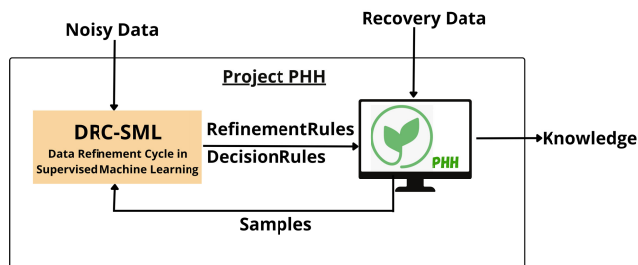 Noisy Data
Recovery Data
Project PHH
DRC-SML
Data Refinement Cycle in
Supervised Machine Learning
RefinementRules
DecisionRules
PHH
Knowledge
Samples